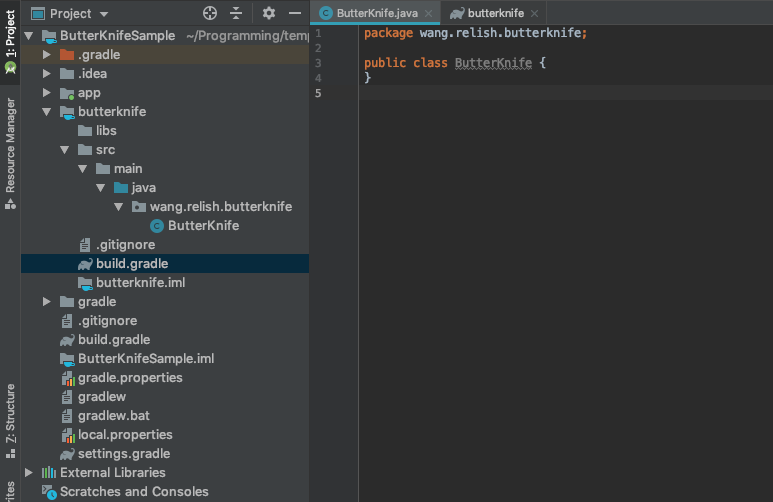 1: Project
Resource Manager
Z: Structure
Project
ButterKnifeSample ~/Programming/temp
.gradle
.idea
app
butterknife
libs
src
main
java
wang.relish.butterknife
ButterKnife
.gitignore
build.gradle
butterknife.iml
gradle
.gitignore
build.gradle
ButterKnifeSample.iml
gradle.properties
gradlew
gradlew.bat
local.properties
settings.gradle
External Libraries
Scratches and Consoles
ButterKnife.java butterknife
1 package wang.relish.butterknife;
2
3 public class ButterKnife {
4 }
5